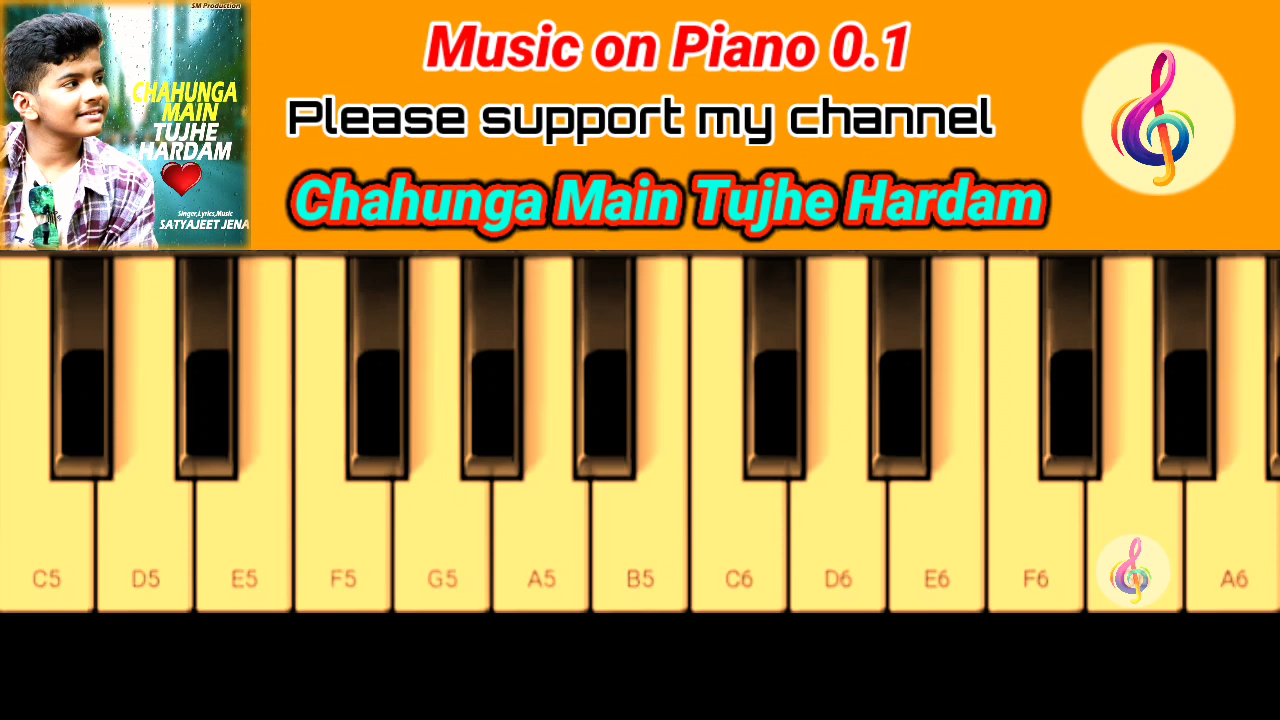 SM Production
CHAHUNGA
MAIN
TUJHE
HARDAM
Singer,Lyrics,Music
SATYAJEET JENA
Music on Piano 0.1
Please support my channel
Chahunga Main Tujhe Hardam
C5 D5 E5 F5 G5 A5 B5 C6 D6 E6 F6 A6